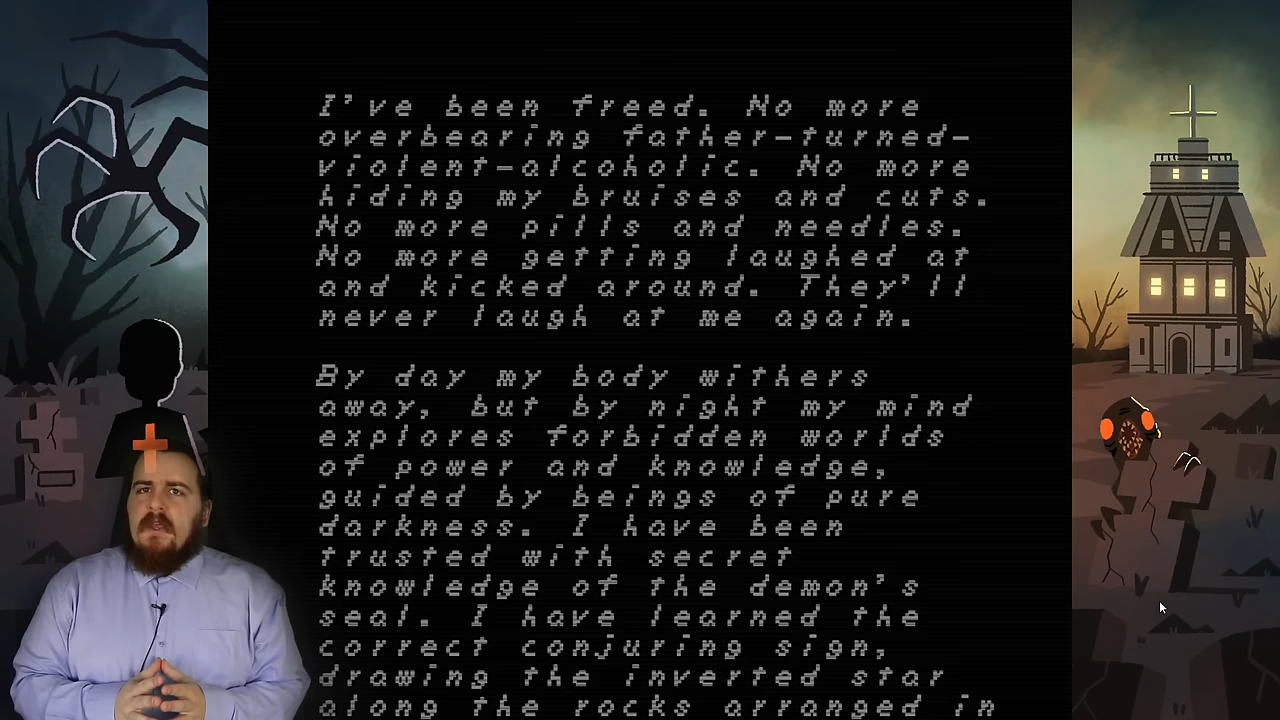 I've been freed. No more
overbearing father-turned-
violent-alcoholic. No more
hiding my bruises and cuts.
No more pills and needles.
No more getting laughed at
and kicked around. They'll
never laugh at me again.
By day my body withers
away, but by night my mind
explores forbidden worlds
of power and knowledge,
guided by beings of pure
darkness. I have been
trusted with secret
knowledge of the demon's
seal. I have learned the
correct conjuring sign,
drawing the inverted star
along the rocks arranged in